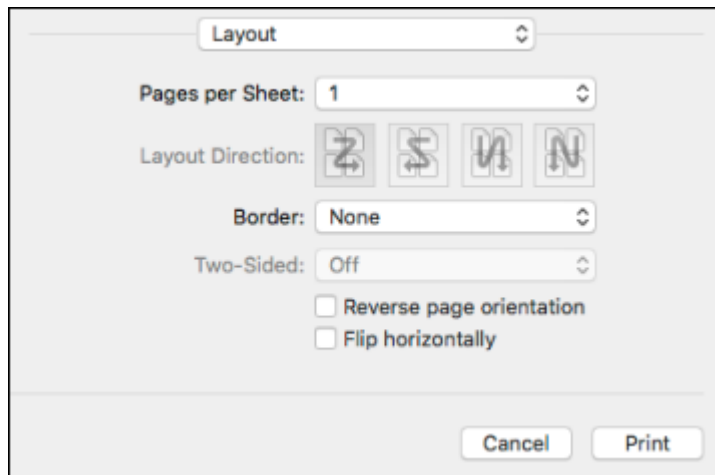 Layout
Pages per Sheet: 1
Layout Direction:
Border: None
Two-Sided: Off
Reverse page orientation
Flip horizontally
Cancel Print